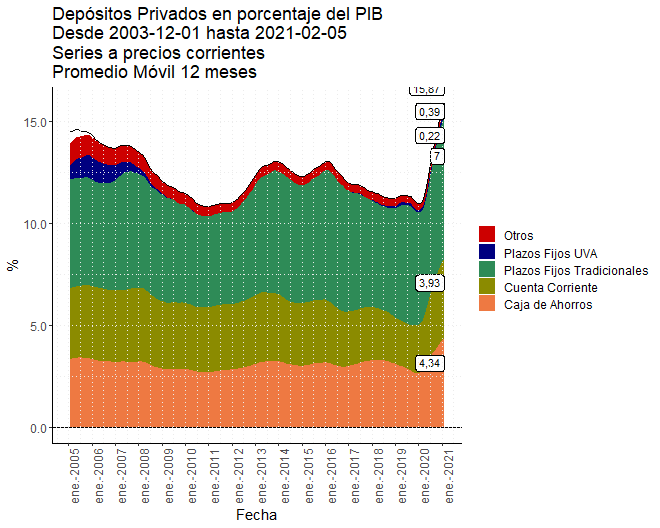 Depósitos Privados en porcentaje del PIB
Desde 2003-12-01 hasta 2021-02-05
Series a precios corrientes
Promedio Móvil 12 meses
15,87
0,39
0,22
7
3,93
4,34
15.0
10.0
5.0
0.0
%
ene.-2005
ene.-2006
ene.-2007
ene.-2008
ene.-2009
ene.-2010
ene.-2011
ene.-2012
ene.-2013
ene.-2014
ene.-2015
ene.-2016
ene.-2017
ene.-2018
ene.-2019
ene.-2020
ene.-2021
Fecha
Otros
Plazos Fijos UVA
Plazos Fijos Tradicionales
Cuenta Corriente
Caja de Ahorros